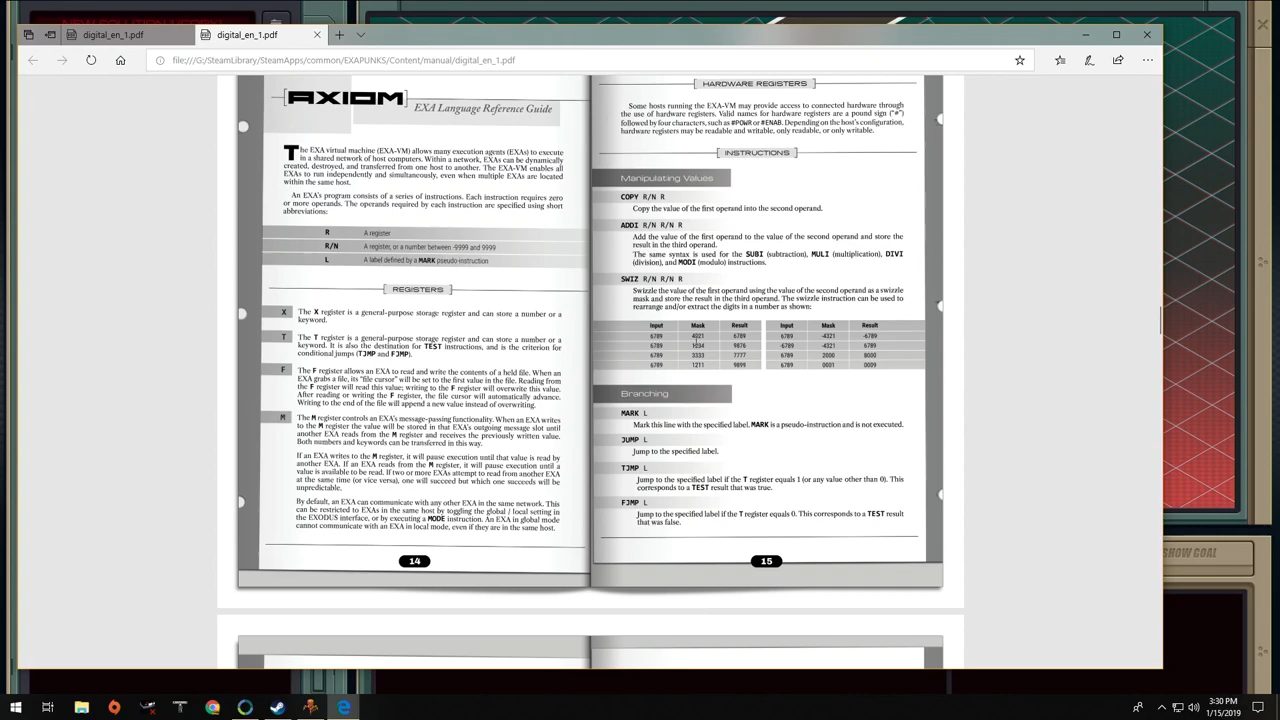 digital_en_1.pdf
digital_en_1.pdf
file:///G:/SteamLibrary/SteamApps/common/EXAPUNKS/Content/manual/digital_en_1.pdf
AXIOM
EXA Language Reference Guide
The EXA virtual machine (EXA-VM) allows many execution agents (EXAs) to execute
in a shared network of host computers. Within a network, EXAs can be dynamically
created, destroyed, and transferred from one host to another. The EXA-VM enables all
EXAs to run independently and simultaneously, even when multiple EXAs are located
within the same host.
An EXA's program consists of a series of instructions. Each instruction requires zero
or more operands. The operands required by each instruction are specified using short
abbreviations:
R A register
R/N A register, or a number between -9999 and 9999
L A label defined by a MARK pseudo-instruction
REGISTERS
X The X register is a general-purpose storage register and can store a number or a
keyword.
T The T register is a general-purpose storage register and can store a number or a
keyword. It is also the destination for TEST instructions, and is the criterion for
conditional jumps (TJMP and FJMP).
F The F register allows an EXA to read and write the contents of a held file. When an
EXA grabs a file, its "file cursor" will be set to the first value in the file. Reading from
the F register will read this value; writing to the F register will overwrite this value.
After reading or writing the F register, the file cursor will automatically advance.
Writing to the end of the file will append a new value instead of overwriting.
M The M register controls an EXA's message-passing functionality. When an EXA writes
to the M register the value will be stored in that EXA's outgoing message slot until
another EXA reads from the M register and receives the previously written value.
Both numbers and keywords can be transferred in this way.
If an EXA writes to the M register, it will pause execution until that value is read by
another EXA. If an EXA reads from the M register, it will pause execution until a
value is available to be read. If two or more EXAs attempt to read from another EXA
at the same time (or vice versa), one will succeed but which one succeeds will be
unpredictable.
By default, an EXA can communicate with any other EXA in the same network. This
can be restricted to EXAs in the same host by toggling the global / local setting in
the EXODUS interface, or by executing a MODE instruction. An EXA in global mode
cannot communicate with an EXA in local mode, even if they are in the same host.
14
HARDWARE REGISTERS
Some hosts running the EXA-VM may provide access to connected hardware through
the use of hardware registers. Valid names for hardware registers are a pound sign ("#")
followed by four characters, such as #POWR or #ENAB. Depending on the host's configuration,
hardware registers may be readable and writable, only readable, or only writable.
INSTRUCTIONS
Manipulating Values
COPY R/N R
Copy the value of the first operand into the second operand.
ADDI R/N R/N R
Add the value of the first operand to the value of the second operand and store the
result in the third operand.
The same syntax is used for the SUBI (subtraction), MULI (multiplication), DIVI
(division), and MODI (modulo) instructions.
SWIZ R/N R/N R
Swizzle the value of the first operand using the value of the second operand as a swizzle
mask and store the result in the third operand. The swizzle instruction can be used to
rearrange and/or extract the digits in a number as shown:
Input Mask Result Input Mask Result
6789 4321 6789 6789 -4321 -6789
6789 1234 9876 -6789 -4321 6789
6789 3333 7777 6789 2000 8000
6789 1211 9899 6789 0001 0009
Branching
MARK L
Mark this line with the specified label. MARK is a pseudo-instruction and is not executed.
JUMP L
Jump to the specified label.
TJMP L
Jump to the specified label if the T register equals 1 (or any value other than 0). This
corresponds to a TEST result that was true.
FJMP L
Jump to the specified label if the T register equals 0. This corresponds to a TEST result
that was false.
15
SHOW GOAL
3:30 PM
1/15/2019